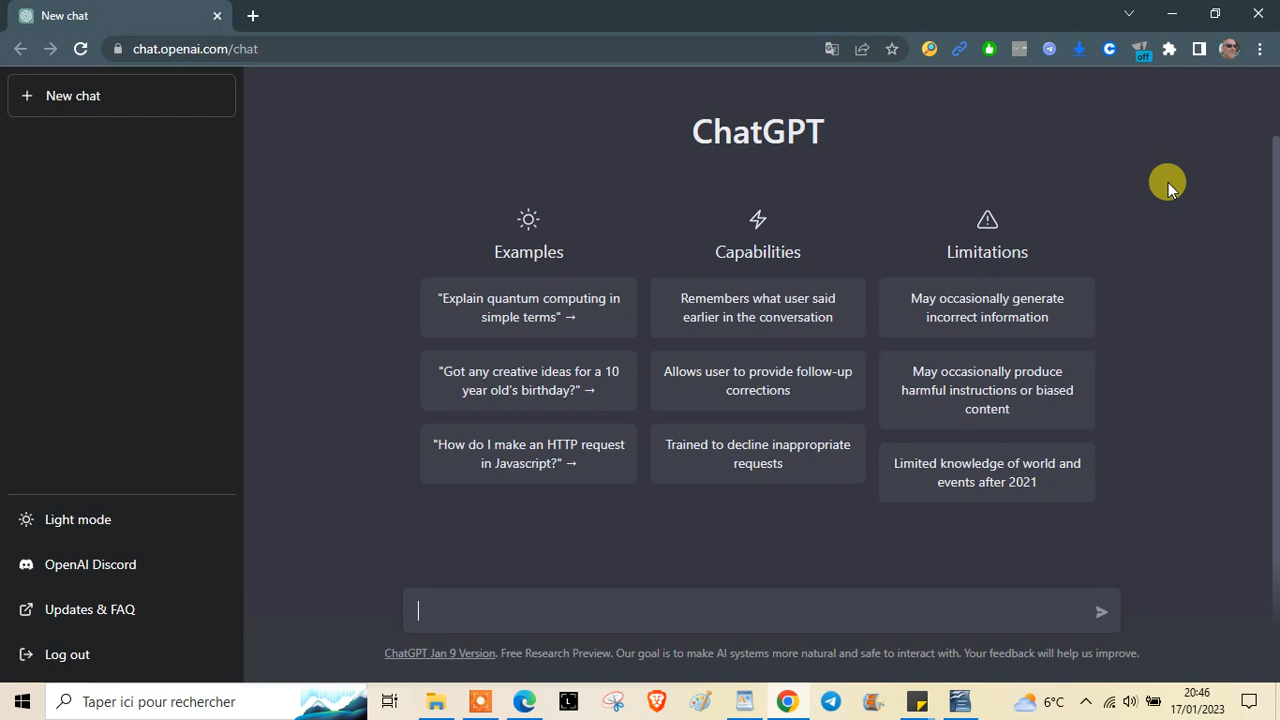 New chat
chat.openai.com/chat
off
New chat
ChatGPT
Examples
Capabilities
Limitations
"Explain quantum computing in
simple terms" →
Remembers what user said
earlier in the conversation
May occasionally generate
incorrect information
"Got any creative ideas for a 10
year old's birthday?" →
Allows user to provide follow-up
corrections
May occasionally produce
harmful instructions or biased
content
"How do I make an HTTP request
in Javascript?" →
Trained to decline inappropriate
requests
Limited knowledge of world and
events after 2021
Light mode
OpenAI Discord
Updates & FAQ
Log out
ChatGPT Jan 9 Version. Free Research Preview. Our goal is to make AI systems more natural and safe to interact with. Your feedback will help us improve.
Taper ici pour rechercher
6°C
20:46
17/01/2023